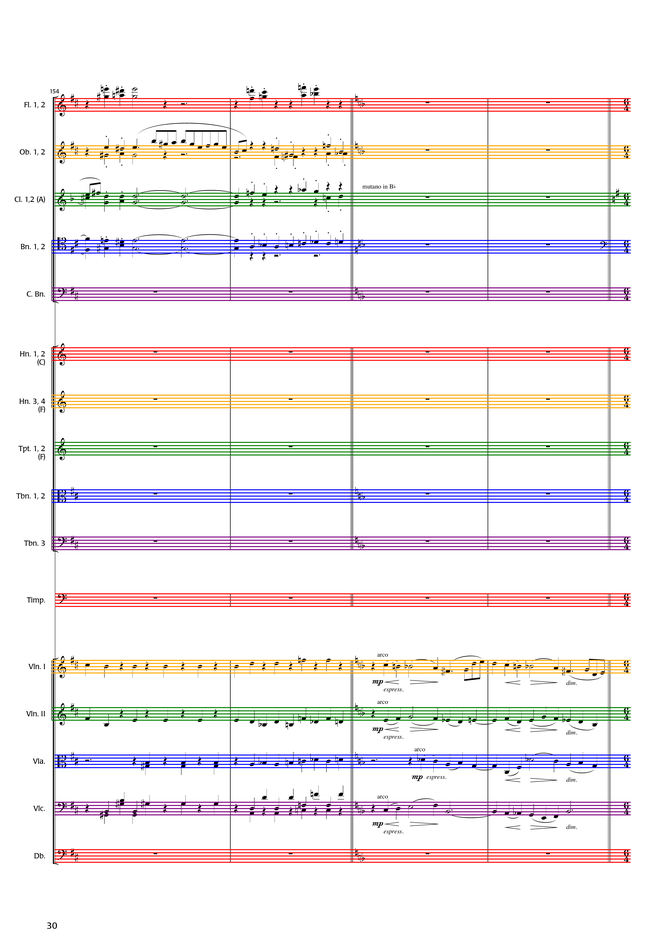 154
Fl. 1, 2
Ob. 1, 2
mutano in B♭
Cl. 1,2 (A)
Bn. 1, 2
C. Bn.
6
4
Hn. 1, 2
(C)
Hn. 3, 4
(F)
Tpt. 1, 2
(F)
Tbn. 1, 2
Tbn. 3
Timp.
arco
Vln. I
mp
dim.
express.
arco
Vln. II
mp
dim.
express.
arco
Vla.
mp express.
dim.
arco
Vlc.
mp
dim.
express.
Db.
30